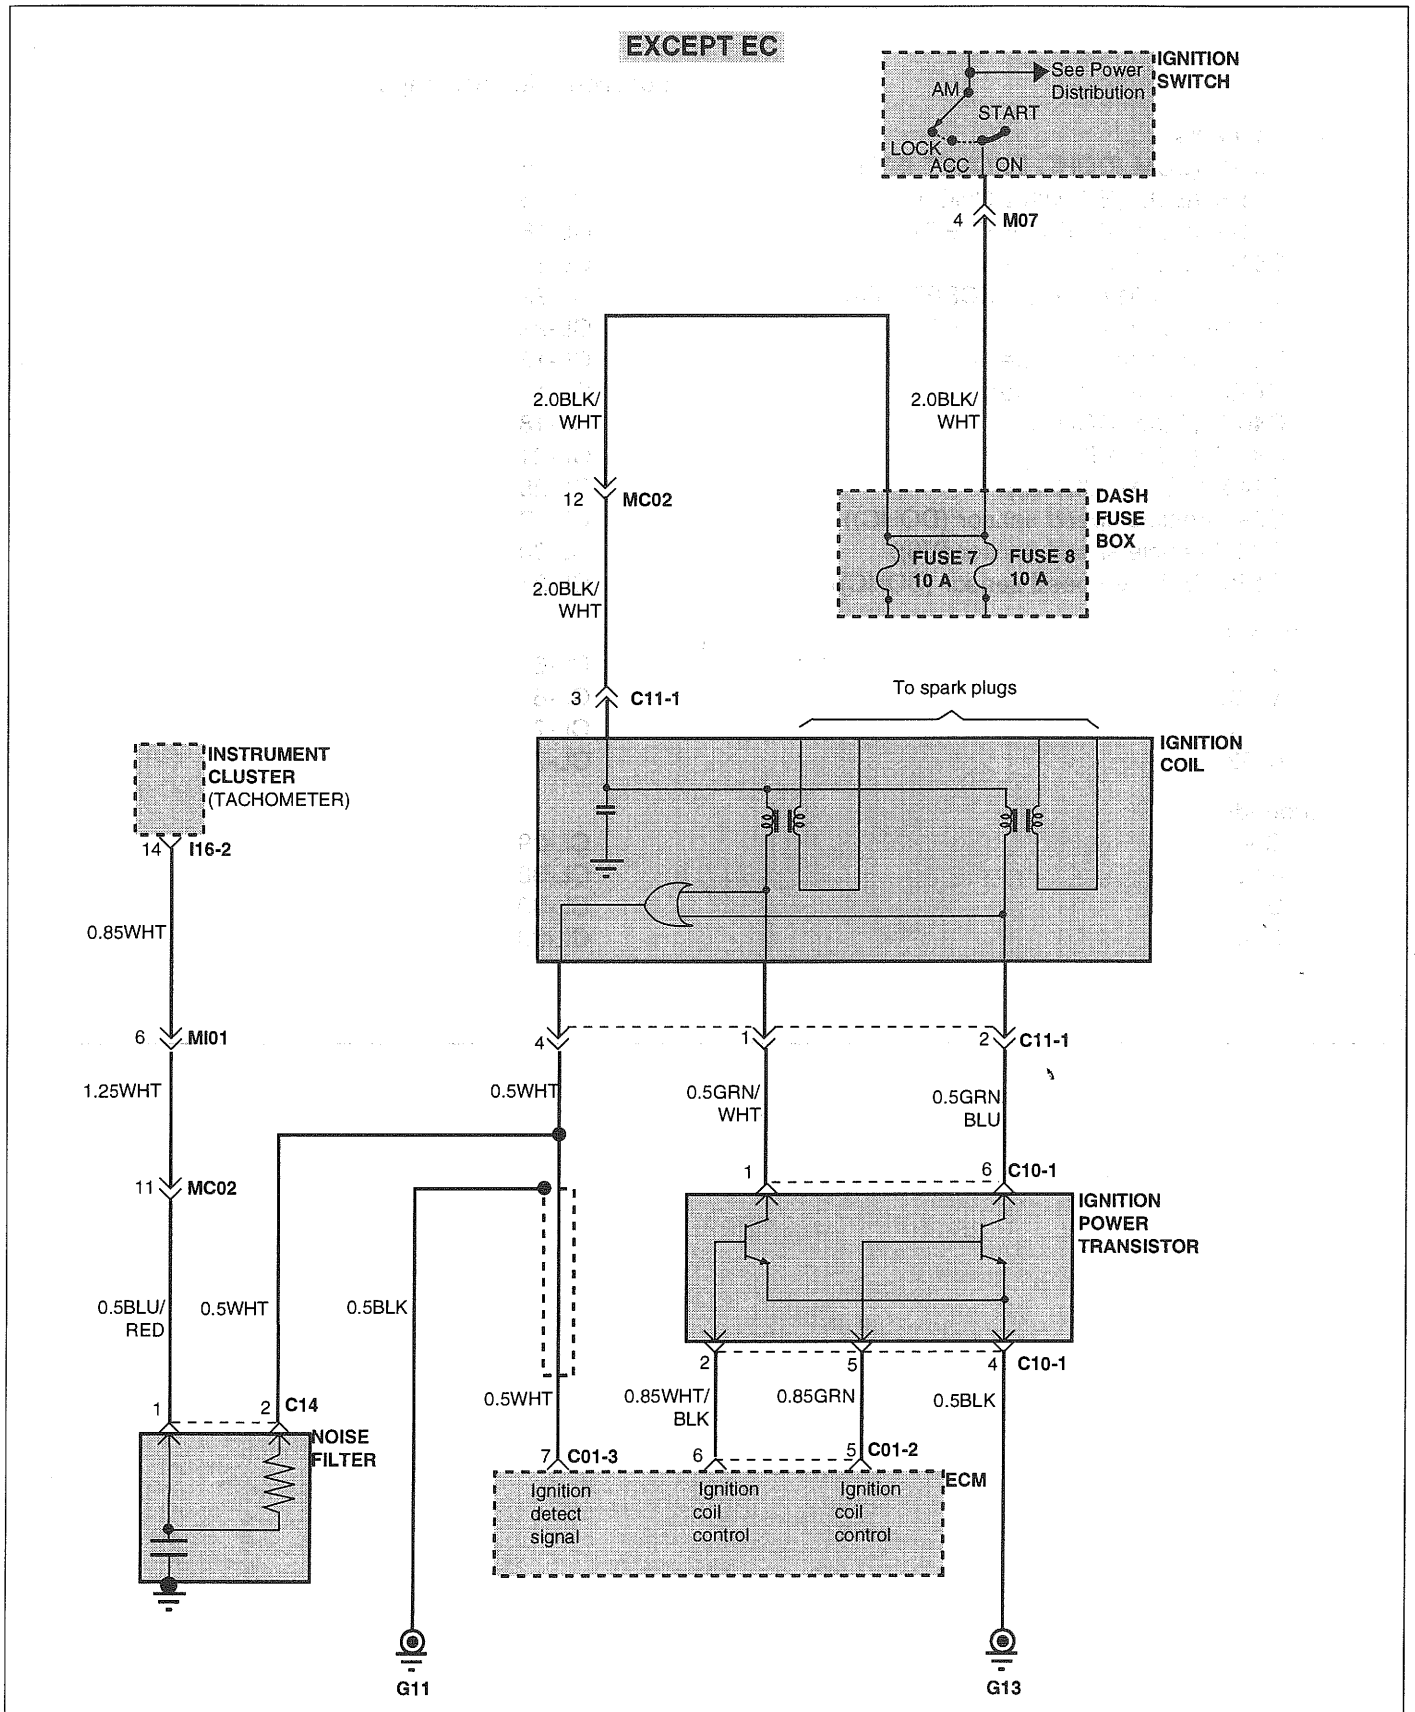 EXCEPT EC
IGNITION
SWITCH
See Power
Distribution
AM
START
LOCK
ACC
ON
4
M07
2.0BLK/
WHT
2.0BLK/
WHT
12
MC02
DASH
FUSE
BOX
FUSE 7
10 A
FUSE 8
10 A
2.0BLK/
WHT
3
C11-1
To spark plugs
IGNITION
COIL
INSTRUMENT
CLUSTER
(TACHOMETER)
14
I16-2
0.85WHT
6
MI01
4
1
2
C11-1
1.25WHT
0.5WHT
0.5GRN/
WHT
0.5GRN
BLU
11
MC02
1
6
C10-1
IGNITION
POWER
TRANSISTOR
0.5BLU/
RED
0.5WHT
0.5BLK
2
5
4
C10-1
0.5WHT
0.85WHT/
BLK
0.85GRN
0.5BLK
1
2
C14
NOISE
FILTER
7
C01-3
6
5
C01-2
ECM
Ignition
detect
signal
Ignition
coil
control
Ignition
coil
control
G11
G13